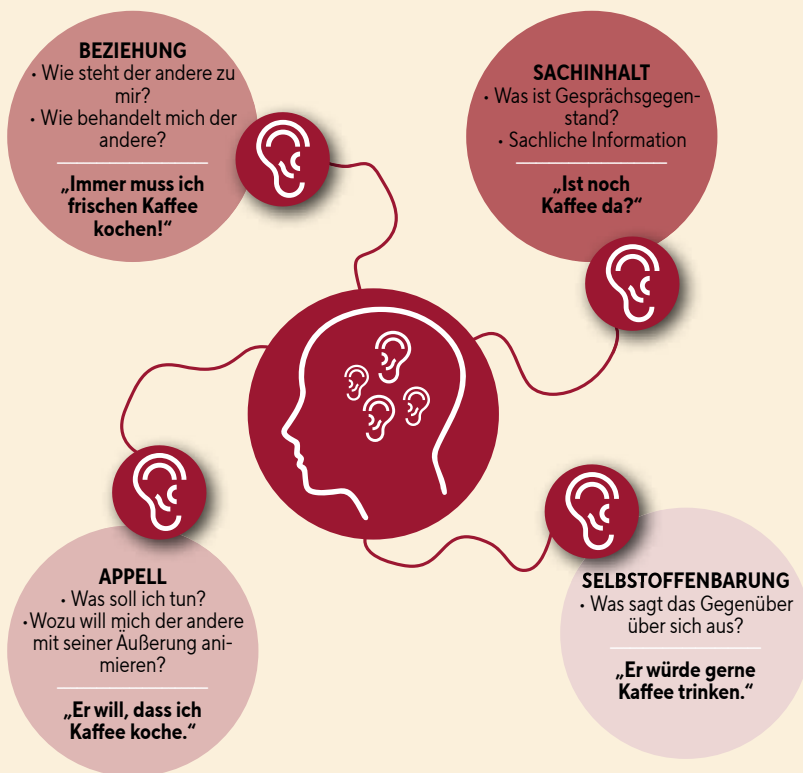 BEZIEHUNG
• Wie steht der andere zu
mir?
• Wie behandelt mich der
andere?
„Immer muss ich
frischen Kaffee
kochen!“
SACHINHALT
• Was ist Gesprächsgegen-
stand?
• Sachliche Information
„Ist noch
Kaffee da?“
APPELL
• Was soll ich tun?
•Wozu will mich der andere
mit seiner Äußerung ani-
mieren?
„Er will, dass ich
Kaffee koche.“
SELBSTOFFENBARUNG
• Was sagt das Gegenüber
über sich aus?
„Er würde gerne
Kaffee trinken.“